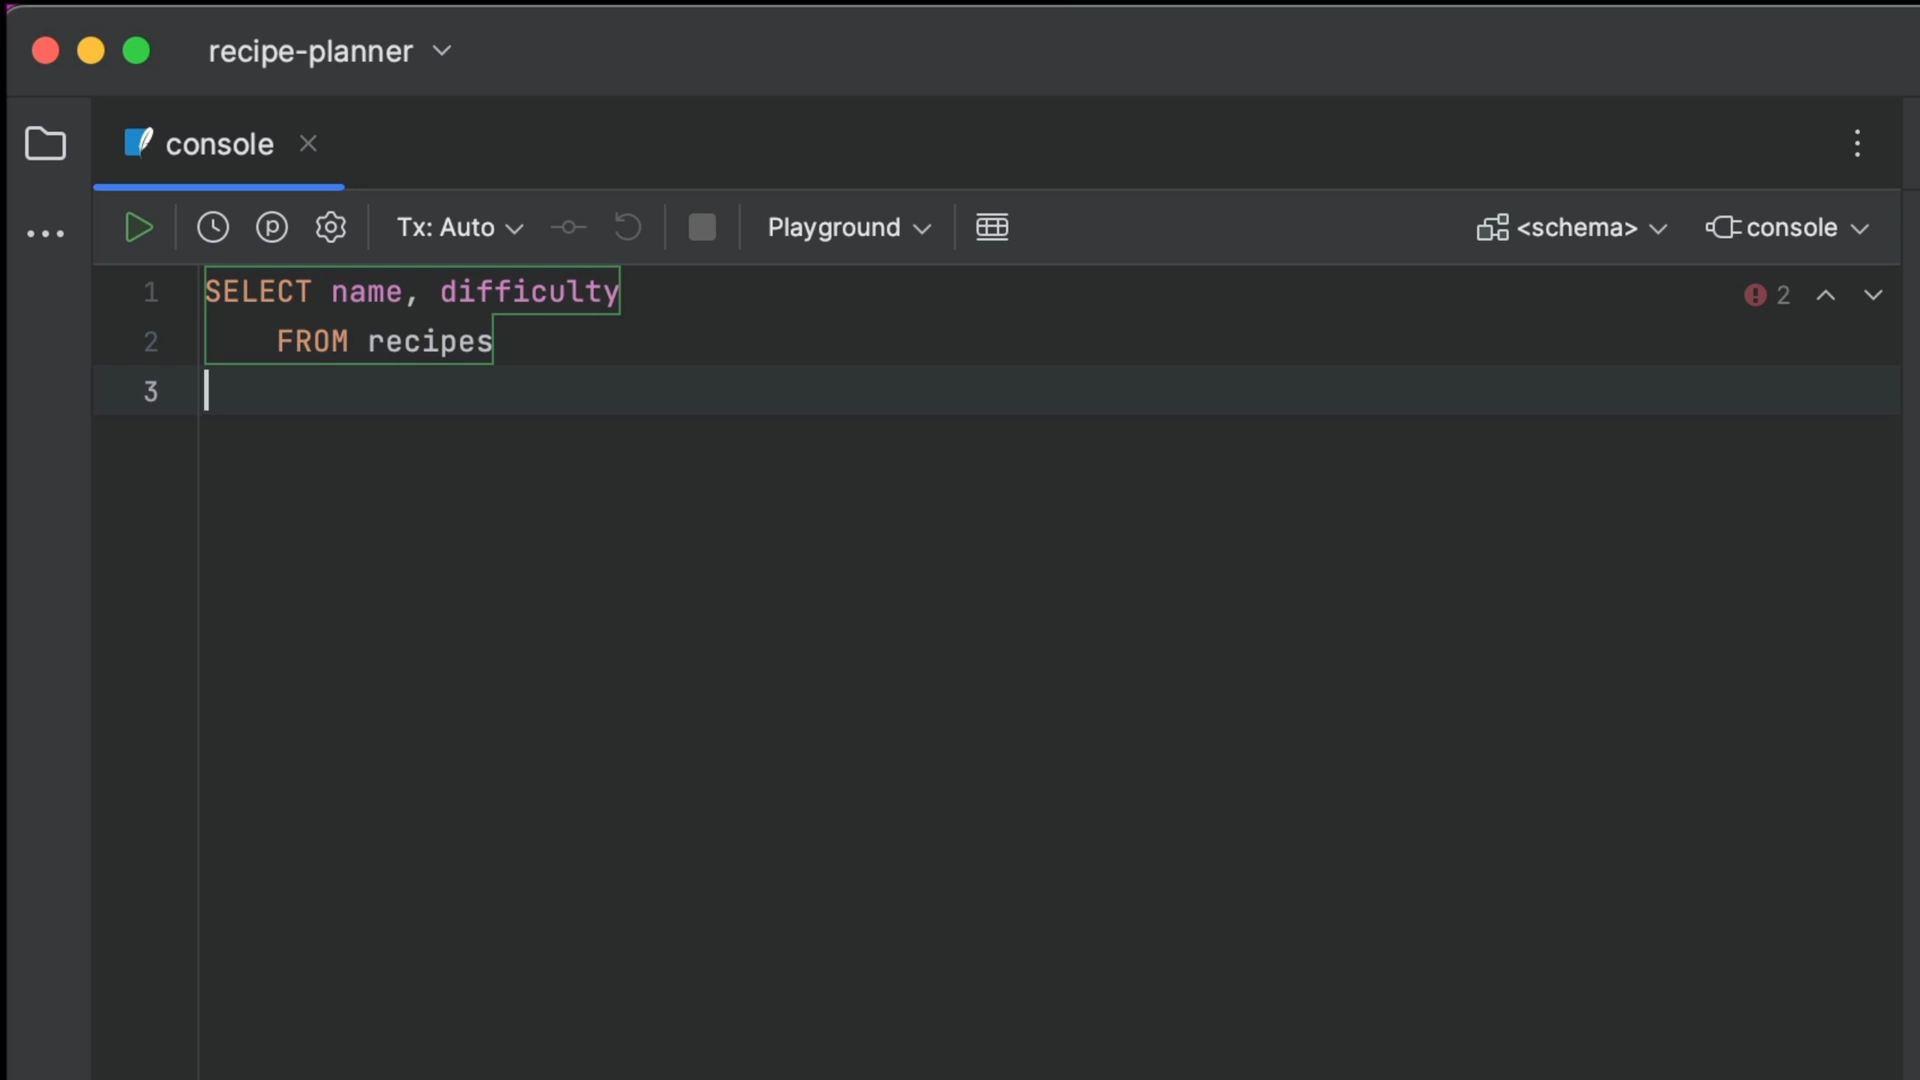 recipe-planner
console
Tx: Auto Playground <schema> console
1 SELECT name, difficulty 2
2 FROM recipes
3